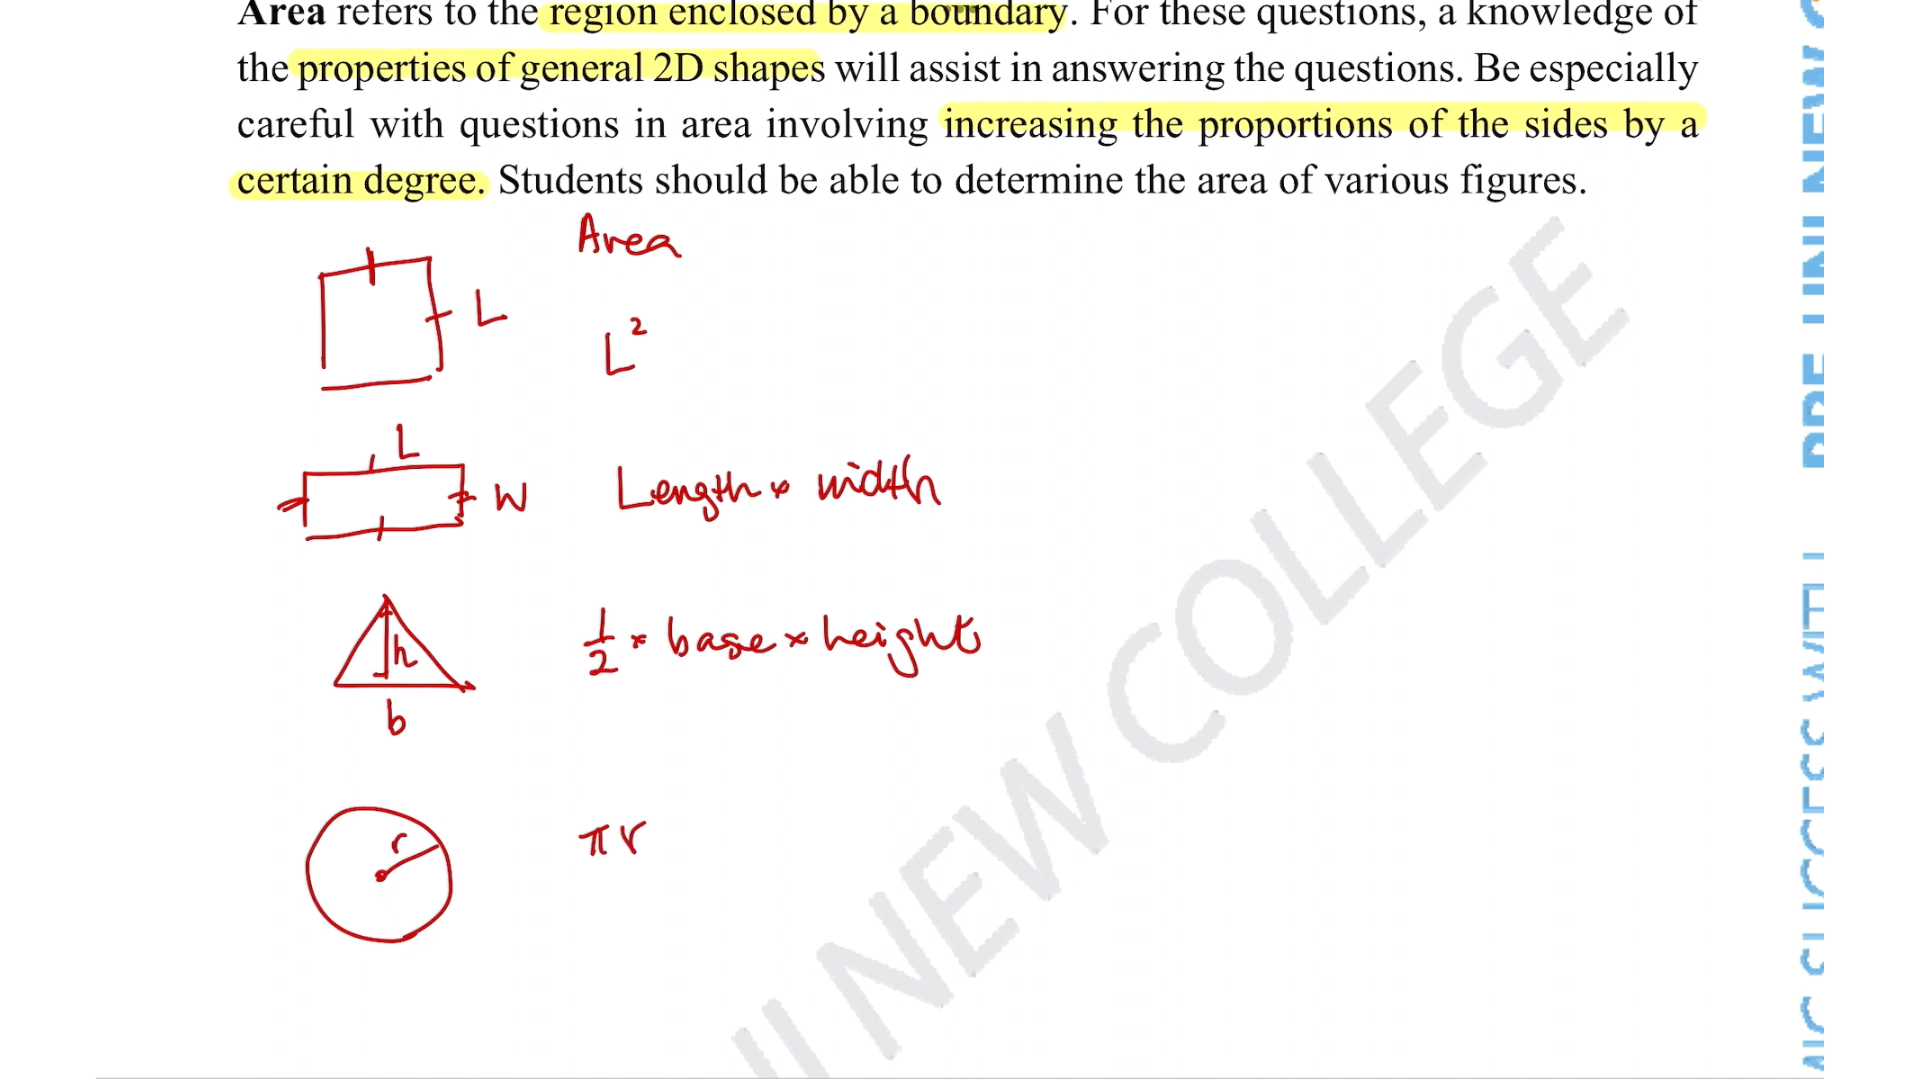 Area refers to the region enclosed by a boundary. For these questions, a knowledge of
the properties of general 2D shapes will assist in answering the questions. Be especially
careful with questions in area involving increasing the proportions of the sides by a
certain degree. Students should be able to determine the area of various figures.
Area
L
L²
L
W
Length × width
h
b
1/2 × base × height
r
πr
NEW COLLEGE